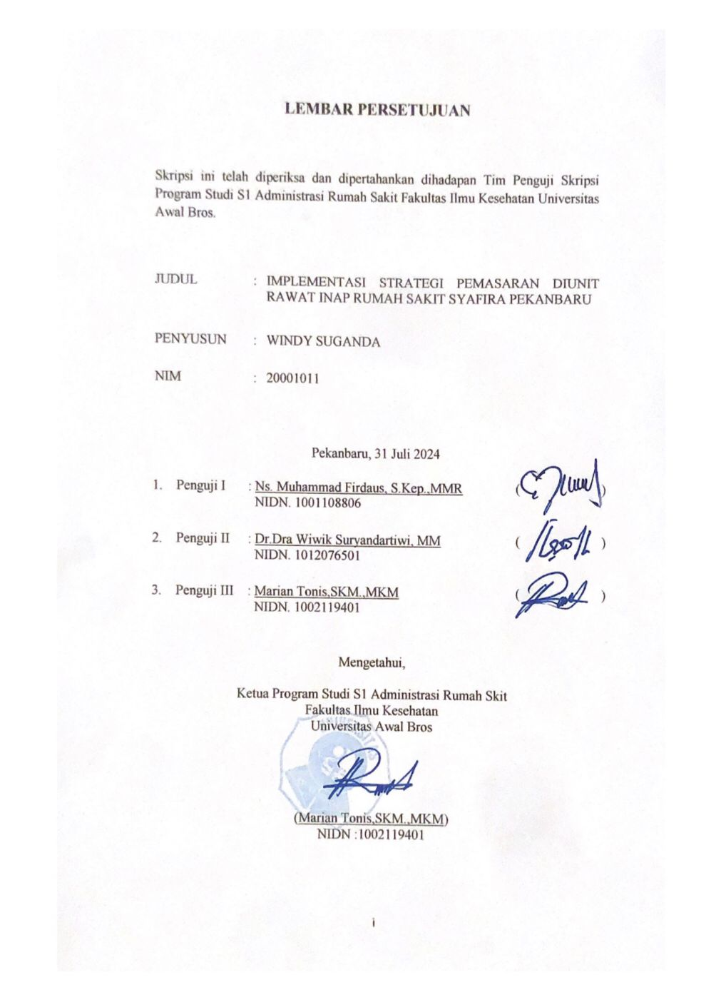 LEMBAR PERSETUJUAN
Skripsi ini telah diperiksa dan dipertahankan dihadapan Tim Penguji Skripsi
Program Studi S1 Administrasi Rumah Sakit Fakultas Ilmu Kesehatan Universitas
Awal Bros.
JUDUL : IMPLEMENTASI STRATEGI PEMASARAN DIUNIT
RAWAT INAP RUMAH SAKIT SYAFIRA PEKANBARU
PENYUSUN : WINDY SUGANDA
NIM : 20001011
Pekanbaru, 31 Juli 2024
1. Penguji I : Ns. Muhammad Firdaus, S.Kep.,MMR ( )
NIDN. 1001108806
2. Penguji II : Dr.Dra Wiwik Suryandartiwi, MM ( )
NIDN. 1012076501
3. Penguji III : Marian Tonis,SKM.,MKM ( )
NIDN. 1002119401
Mengetahui,
Ketua Program Studi S1 Administrasi Rumah Skit
Fakultas Ilmu Kesehatan
Universitas Awal Bros
UNIVERSITAS
(Marian Tonis,SKM.,MKM)
NIDN :1002119401
i